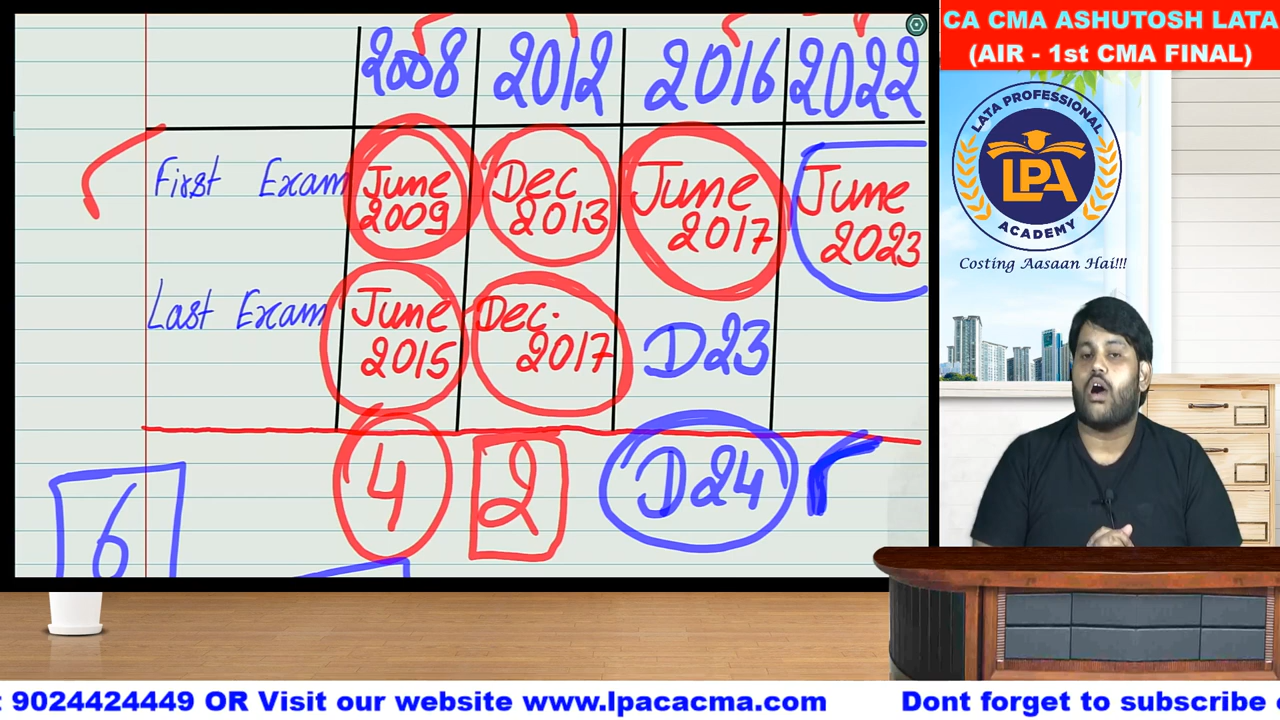 CA CMA ASHUTOSH LATA
(AIR - 1st CMA FINAL)
2008 2012 2016 2022
First Exam June 2009 Dec 2013 June 2017 June 2023
Last Exam June 2015 Dec. 2017 D23
4 2 D24
6
LATA PROFESSIONAL
LPA
ACADEMY
Costing Aasaan Hai!!!
: 9024424449 OR Visit our website www.lpacacma.com Dont forget to subscribe